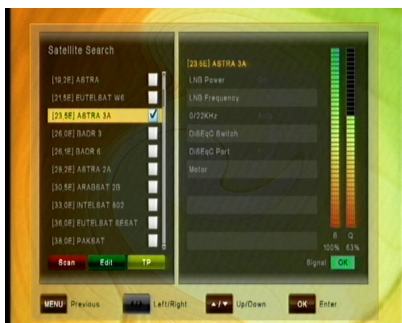 Satellite Search
[19,2E] ASTRA
[21,5E] EUTELSAT W6
[23,5E] ASTRA 3A
[26,0E] BADR 3
[26,1E] BADR 6
[28,2E] ASTRA 2A
[30,5E] ARABSAT 2B
[33,0E] INTELSAT 802
[36,0E] EUTELSAT SESAT
[38,0E] PAKSAT
Scan Edit TP
[23,5E] ASTRA 3A
LNB Power
LNB Frequency
0/22KHz
DiSEqC Switch
DiSEqC Port
Motor
S Q
100% 63%
Signal OK
MENU Previous Left/Right ▲/▼ Up/Down OK Enter